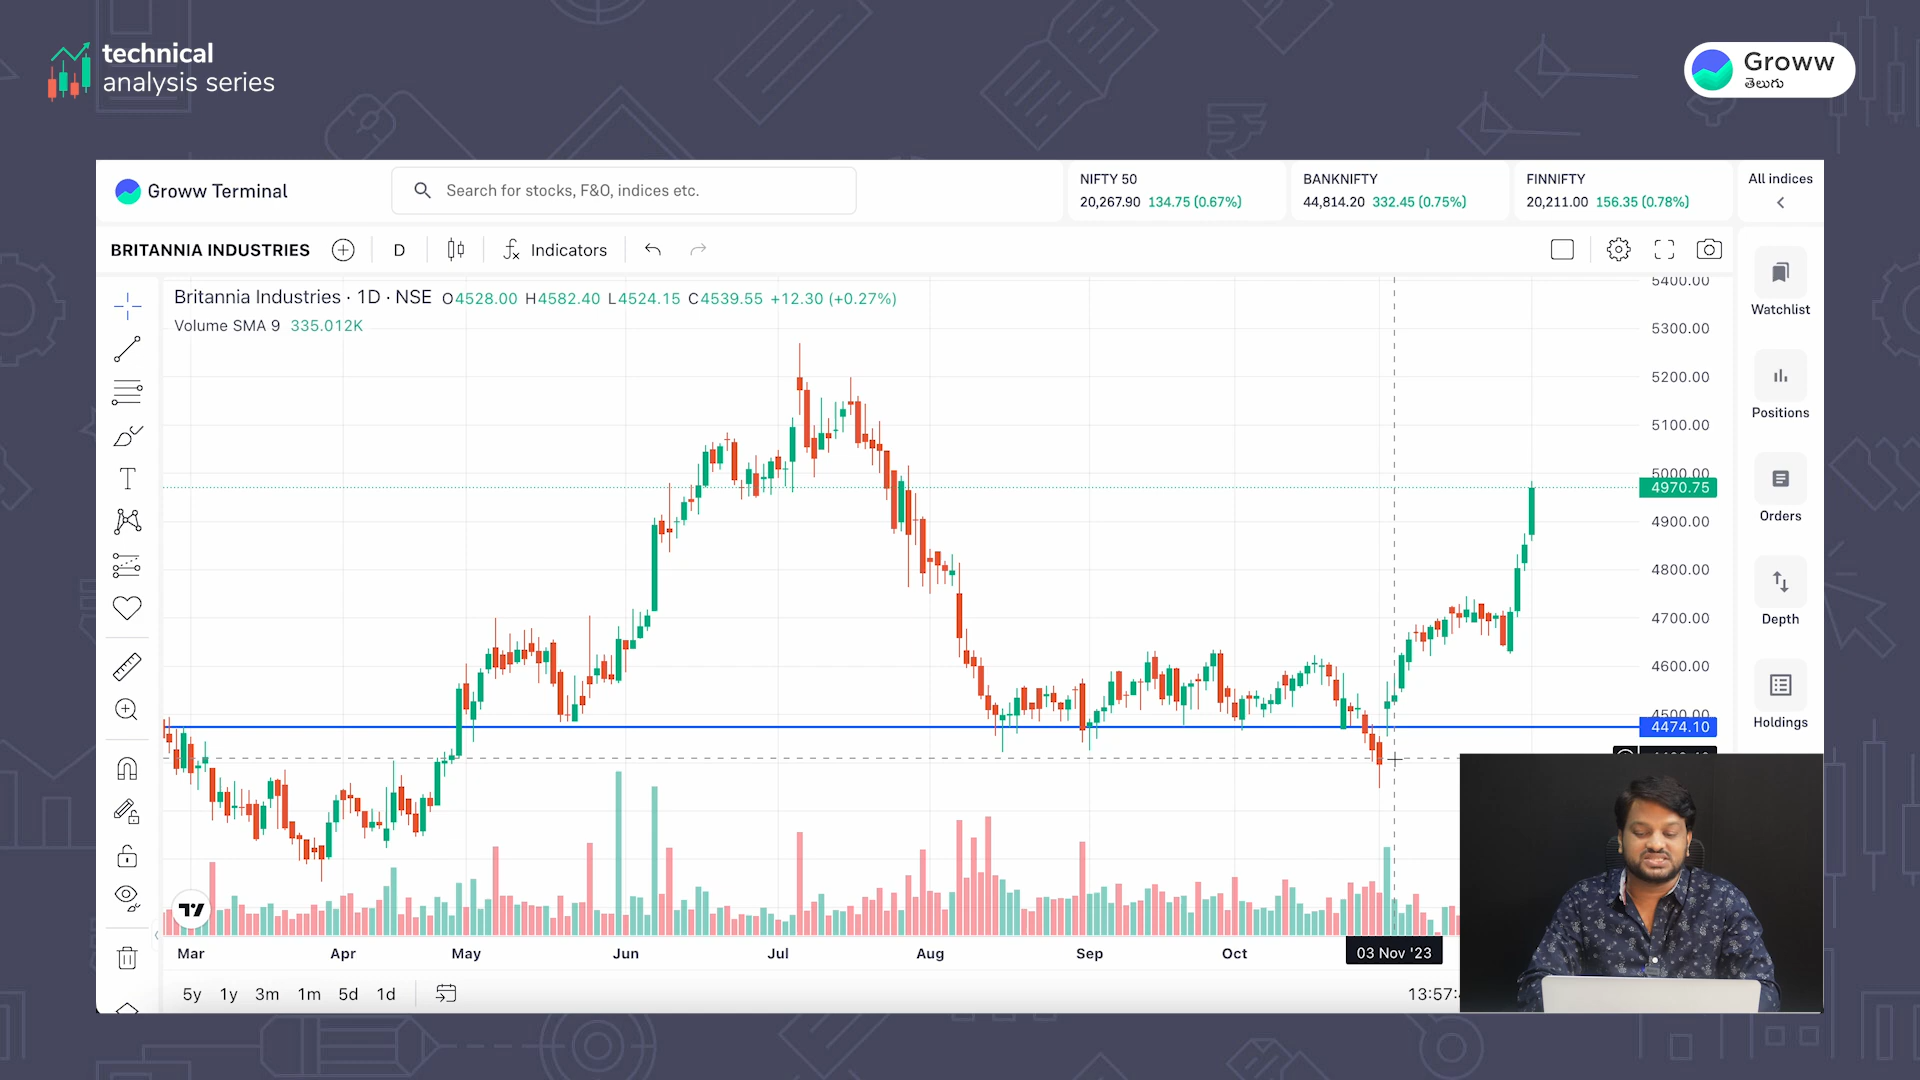 technical
analysis series
Groww
తెలుగు
Groww Terminal
Search for stocks, F&O, indices etc.
NIFTY 50
20,267.90 134.75 (0.67%)
BANKNIFTY
44,814.20 332.45 (0.75%)
FINNIFTY
20,211.00 156.35 (0.78%)
All indices
BRITANNIA INDUSTRIES
D
Indicators
Britannia Industries · 1D · NSE O4528.00 H4582.40 L4524.15 C4539.55 +12.30 (+0.27%)
Volume SMA 9 335.012K
5400.00
5300.00
5200.00
5100.00
5000.00
4970.75
4900.00
4800.00
4700.00
4600.00
4500.00
4474.10
Watchlist
Positions
Orders
Depth
Holdings
Mar
Apr
May
Jun
Jul
Aug
Sep
Oct
03 Nov '23
5y 1y 3m 1m 5d 1d
13:57: